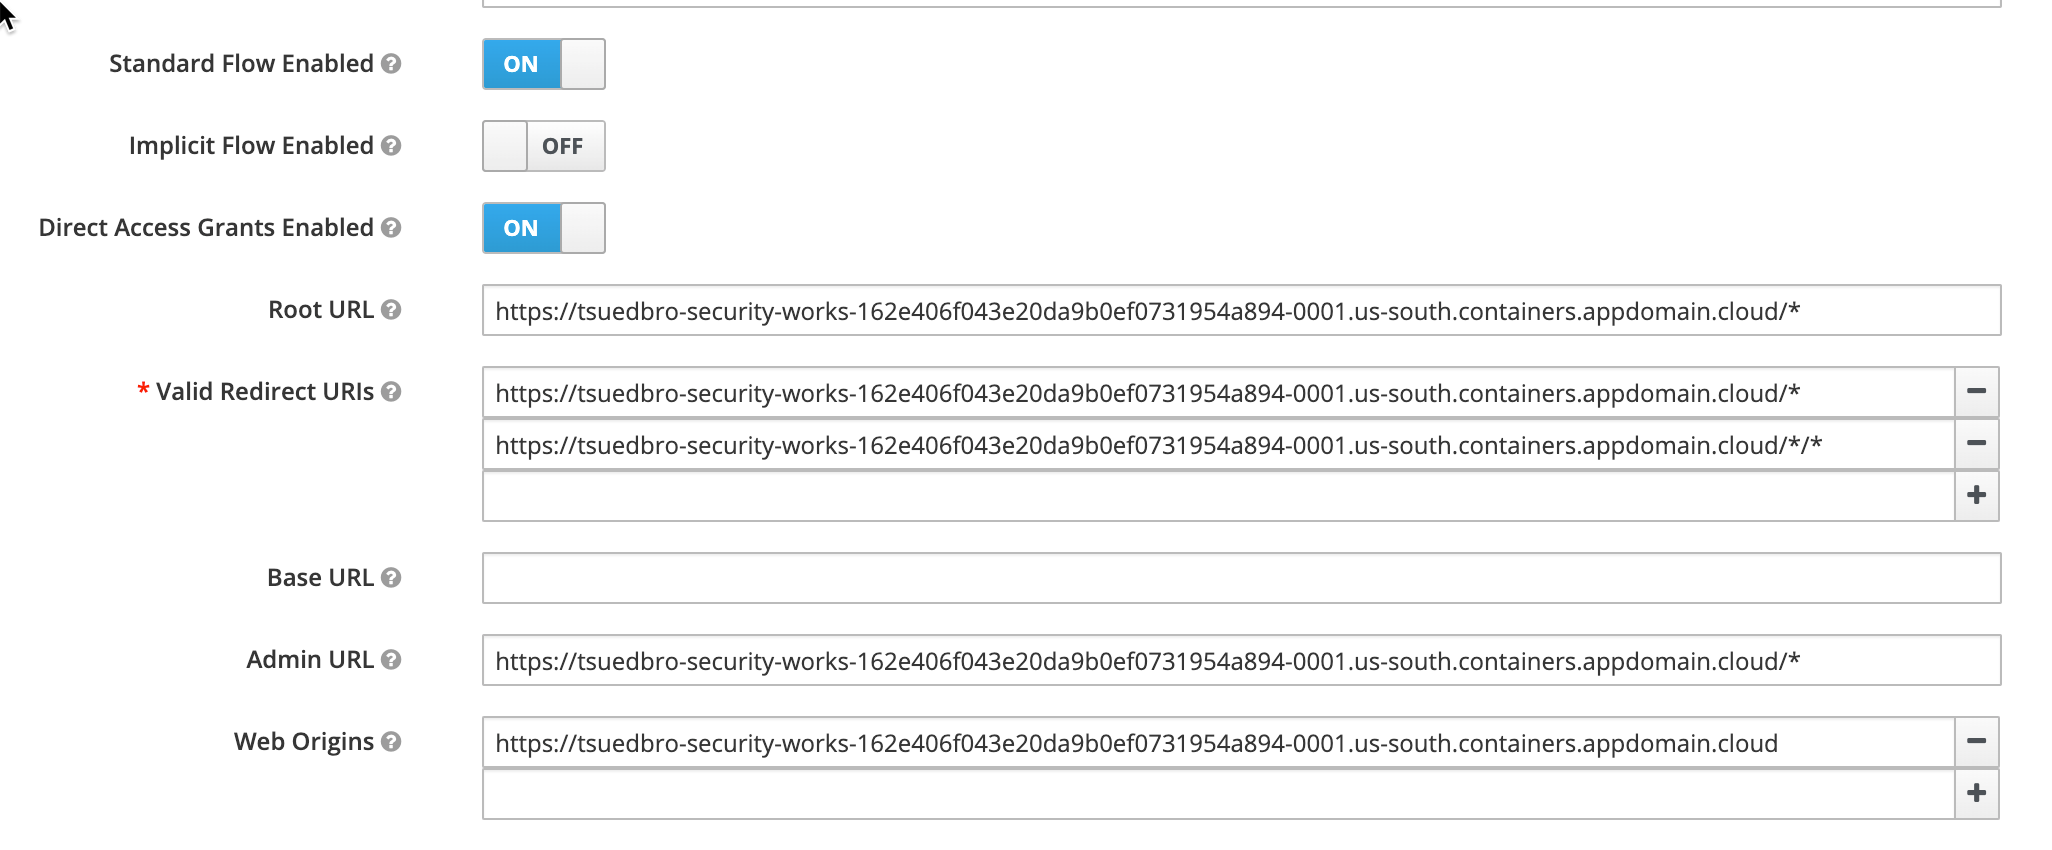 Standard Flow Enabled ON
Implicit Flow Enabled OFF
Direct Access Grants Enabled ON
Root URL https://tsuedbro-security-works-162e406f043e20da9b0ef0731954a894-0001.us-south.containers.appdomain.cloud/*
* Valid Redirect URIs https://tsuedbro-security-works-162e406f043e20da9b0ef0731954a894-0001.us-south.containers.appdomain.cloud/*
https://tsuedbro-security-works-162e406f043e20da9b0ef0731954a894-0001.us-south.containers.appdomain.cloud/*/*
Base URL
Admin URL https://tsuedbro-security-works-162e406f043e20da9b0ef0731954a894-0001.us-south.containers.appdomain.cloud/*
Web Origins https://tsuedbro-security-works-162e406f043e20da9b0ef0731954a894-0001.us-south.containers.appdomain.cloud